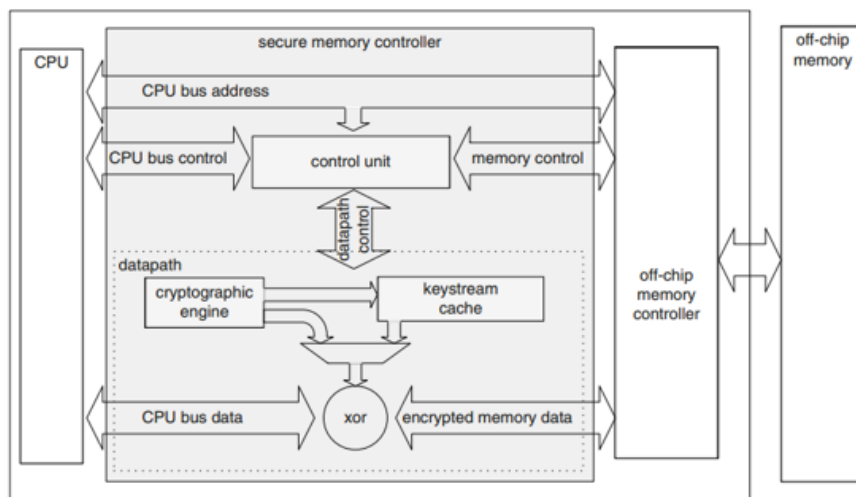 secure memory controller
CPU
off-chip
memory
CPU bus address
CPU bus control
control unit
memory control
datapath
control
datapath
cryptographic
engine
keystream
cache
off-chip
memory
controller
CPU bus data
xor
encrypted memory data